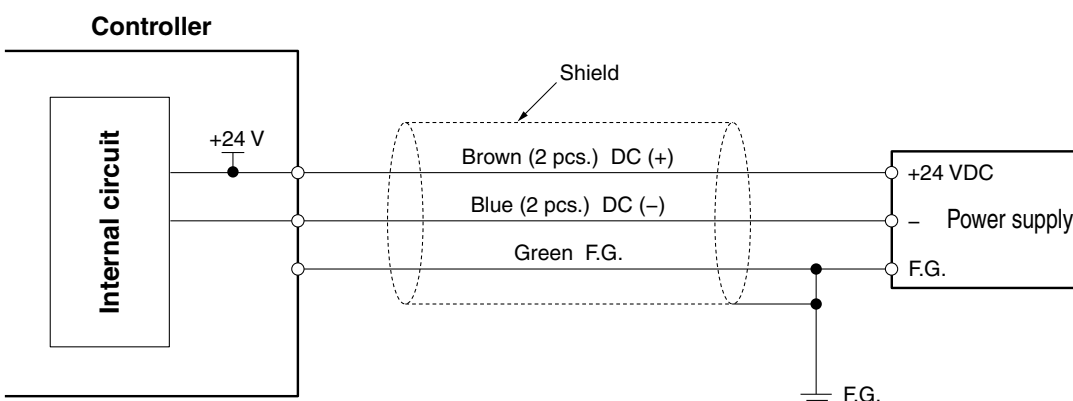 Controller
Shield
Internal circuit
+24 V
Brown (2 pcs.) DC (+)
+24 VDC
Blue (2 pcs.) DC (–)
– Power supply
Green F.G.
F.G.
F.G.